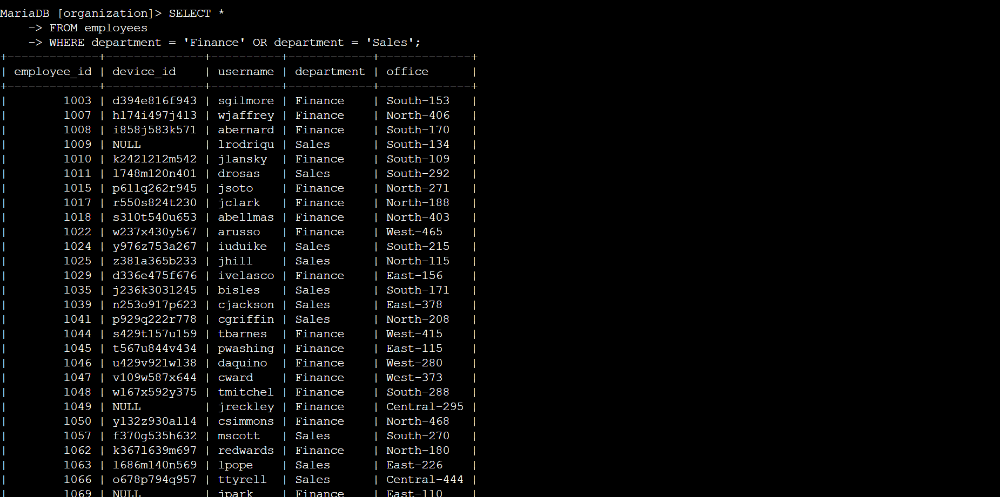 MariaDB [organization]> SELECT *
    -> FROM employees
    -> WHERE department = 'Finance' OR department = 'Sales';
+-------------+--------------+----------+------------+-------------+
| employee_id | device_id    | username | department | office      |
+-------------+--------------+----------+------------+-------------+
|        1003 | d394e816f943 | sgilmore | Finance    | South-153   |
|        1007 | h174i497j413 | wjaffrey | Finance    | North-406   |
|        1008 | i858j583k571 | abernard | Finance    | South-170   |
|        1009 | NULL         | lrodriqu | Sales      | South-134   |
|        1010 | k242l212m542 | jlansky  | Finance    | South-109   |
|        1011 | l748m120n401 | drosas   | Sales      | South-292   |
|        1015 | p611q262r945 | jsoto    | Finance    | North-271   |
|        1017 | r550s824t230 | jclark   | Finance    | North-188   |
|        1018 | s310t540u653 | abellmas | Finance    | North-403   |
|        1022 | w237x430y567 | arusso   | Finance    | West-465    |
|        1024 | y976z753a267 | iuduike  | Sales      | South-215   |
|        1025 | z381a365b233 | jhill    | Sales      | North-115   |
|        1029 | d336e475f676 | ivelasco | Finance    | East-156    |
|        1035 | j236k303l245 | bisles   | Sales      | South-171   |
|        1039 | n253o917p623 | cjackson | Sales      | East-378    |
|        1041 | p929q222r778 | cgriffin | Sales      | North-208   |
|        1044 | s429t157u159 | tbarnes  | Finance    | West-415    |
|        1045 | t567u844v434 | pwashing | Finance    | East-115    |
|        1046 | u429v921w138 | daquino  | Finance    | West-280    |
|        1047 | v109w587x644 | cward    | Finance    | West-373    |
|        1048 | w167x592y375 | tmitchel | Finance    | South-288   |
|        1049 | NULL         | jreckley | Finance    | Central-295 |
|        1050 | y132z930a114 | csimmons | Finance    | North-468   |
|        1057 | f370g535h632 | mscott   | Sales      | South-270   |
|        1062 | k367l639m697 | redwards | Finance    | North-180   |
|        1063 | l686m140n569 | lpope    | Sales      | East-226    |
|        1066 | o678p794q957 | ttyrell  | Sales      | Central-444 |
|        1069 | NULL         | jpark    | Finance    | East-110    |